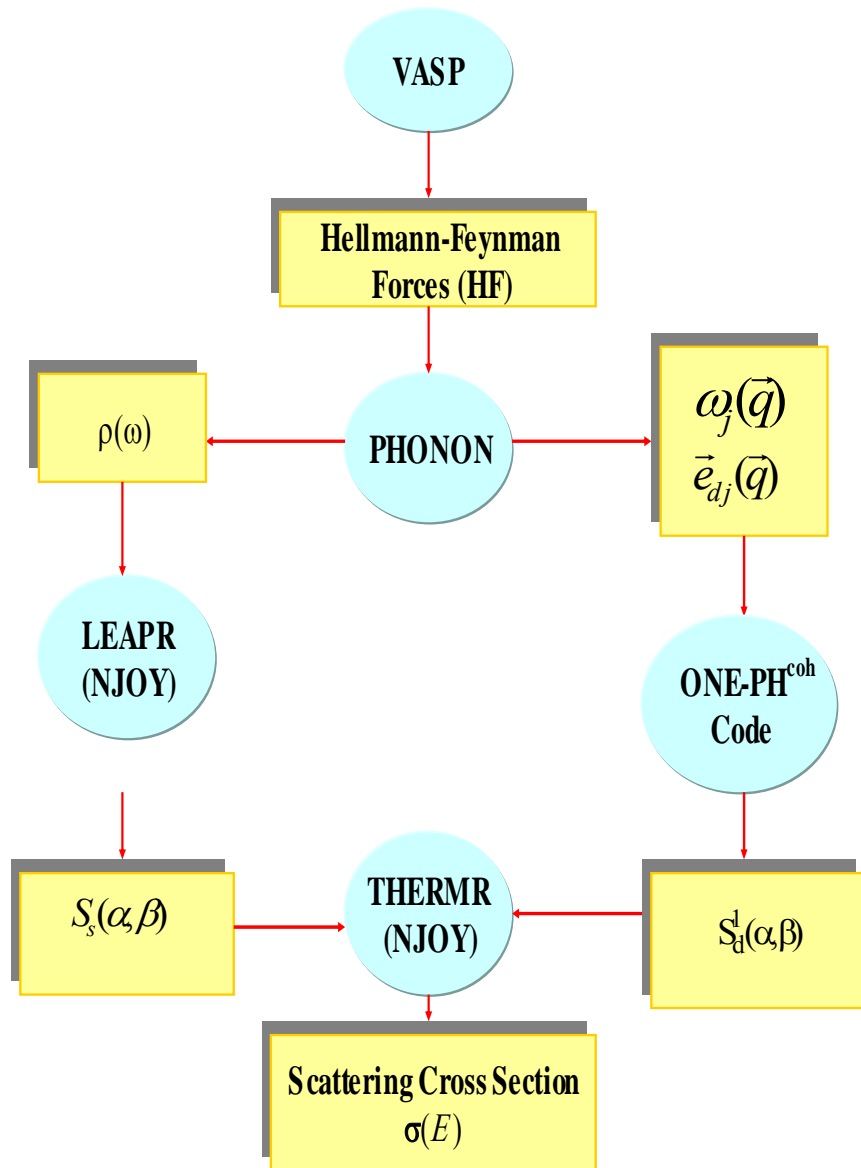 VASP
Hellmann-Feynman
Forces (HF)
ρ(ω)
PHONON
ω_j(q⃗)
e⃗_{dj}(q⃗)
LEAPR
(NJOY)
ONE-PH^{coh}
Code
S_s(α,β)
THERMR
(NJOY)
S_d^1(α,β)
Scattering Cross Section
σ(E)